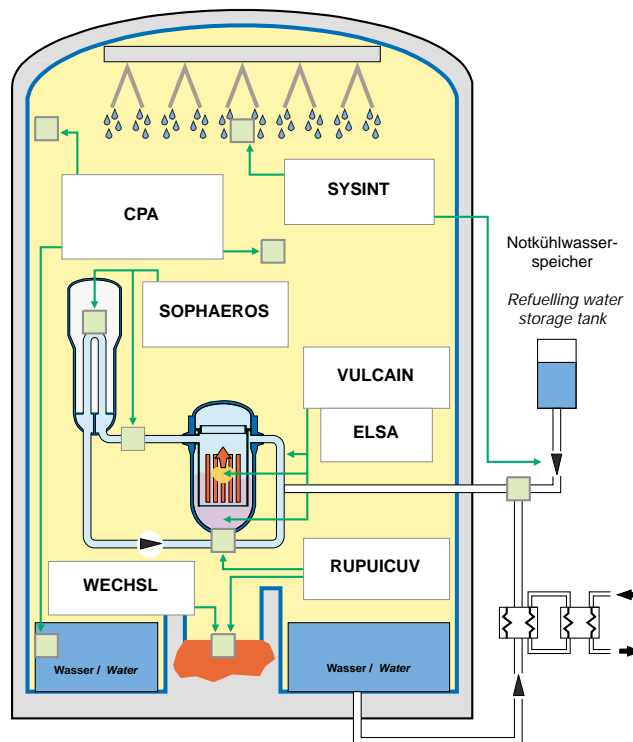 SYSINT
CPA
Notkühlwasser-
speicher
Refuelling water
storage tank
SOPHAEROS
VULCAIN
ELSA
WECHSL
RUPUICUV
Wasser / Water
Wasser / Water